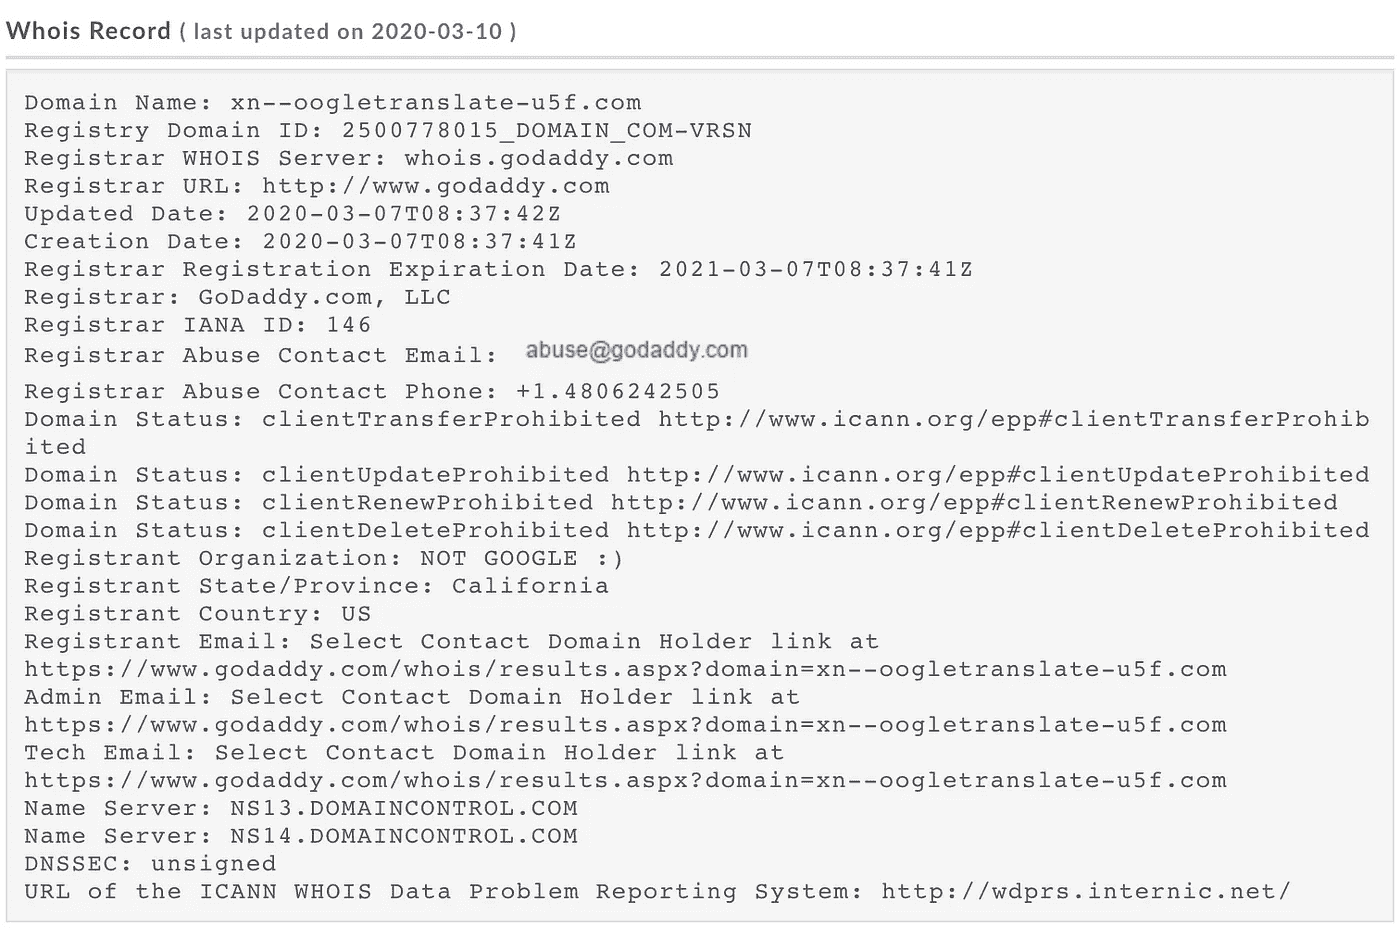 Whois Record ( last updated on 2020-03-10 )
Domain Name: xn--oogletranslate-u5f.com
Registry Domain ID: 2500778015_DOMAIN_COM-VRSN
Registrar WHOIS Server: whois.godaddy.com
Registrar URL: http://www.godaddy.com
Updated Date: 2020-03-07T08:37:42Z
Creation Date: 2020-03-07T08:37:41Z
Registrar Registration Expiration Date: 2021-03-07T08:37:41Z
Registrar: GoDaddy.com, LLC
Registrar IANA ID: 146
Registrar Abuse Contact Email: abuse@godaddy.com
Registrar Abuse Contact Phone: +1.4806242505
Domain Status: clientTransferProhibited http://www.icann.org/epp#clientTransferProhib
ited
Domain Status: clientUpdateProhibited http://www.icann.org/epp#clientUpdateProhibited
Domain Status: clientRenewProhibited http://www.icann.org/epp#clientRenewProhibited
Domain Status: clientDeleteProhibited http://www.icann.org/epp#clientDeleteProhibited
Registrant Organization: NOT GOOGLE :)
Registrant State/Province: California
Registrant Country: US
Registrant Email: Select Contact Domain Holder link at
https://www.godaddy.com/whois/results.aspx?domain=xn--oogletranslate-u5f.com
Admin Email: Select Contact Domain Holder link at
https://www.godaddy.com/whois/results.aspx?domain=xn--oogletranslate-u5f.com
Tech Email: Select Contact Domain Holder link at
https://www.godaddy.com/whois/results.aspx?domain=xn--oogletranslate-u5f.com
Name Server: NS13.DOMAINCONTROL.COM
Name Server: NS14.DOMAINCONTROL.COM
DNSSEC: unsigned
URL of the ICANN WHOIS Data Problem Reporting System: http://wdprs.internic.net/